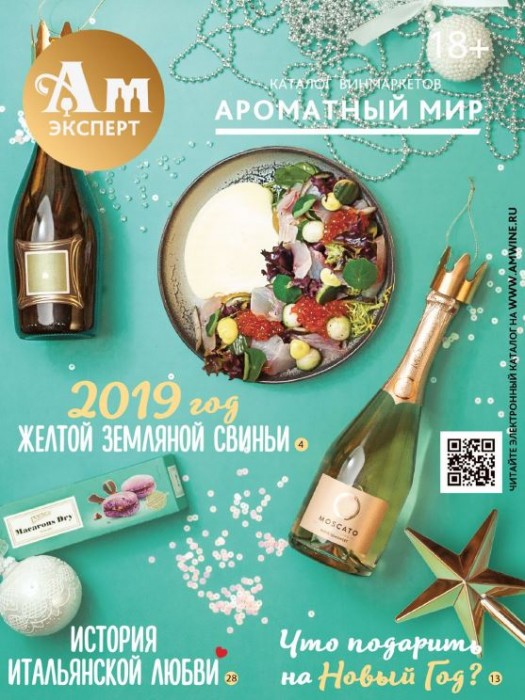 Ам
ЭКСПЕРТ
18+
КАТАЛОГ ВИНМАРКЕТОВ
АРОМАТНЫЙ МИР
ЧИТАЙТЕ ЭЛЕКТРОННЫЙ КАТАЛОГ НА WWW.AMWINE.RU
2019 год
ЖЕЛТОЙ ЗЕМЛЯНОЙ СВИНЬИ 4
Macarons Dry
MOSCATO
ИСТОРИЯ
ИТАЛЬЯНСКОЙ ЛЮБВИ 28
Что подарить
на Новый Год? 13